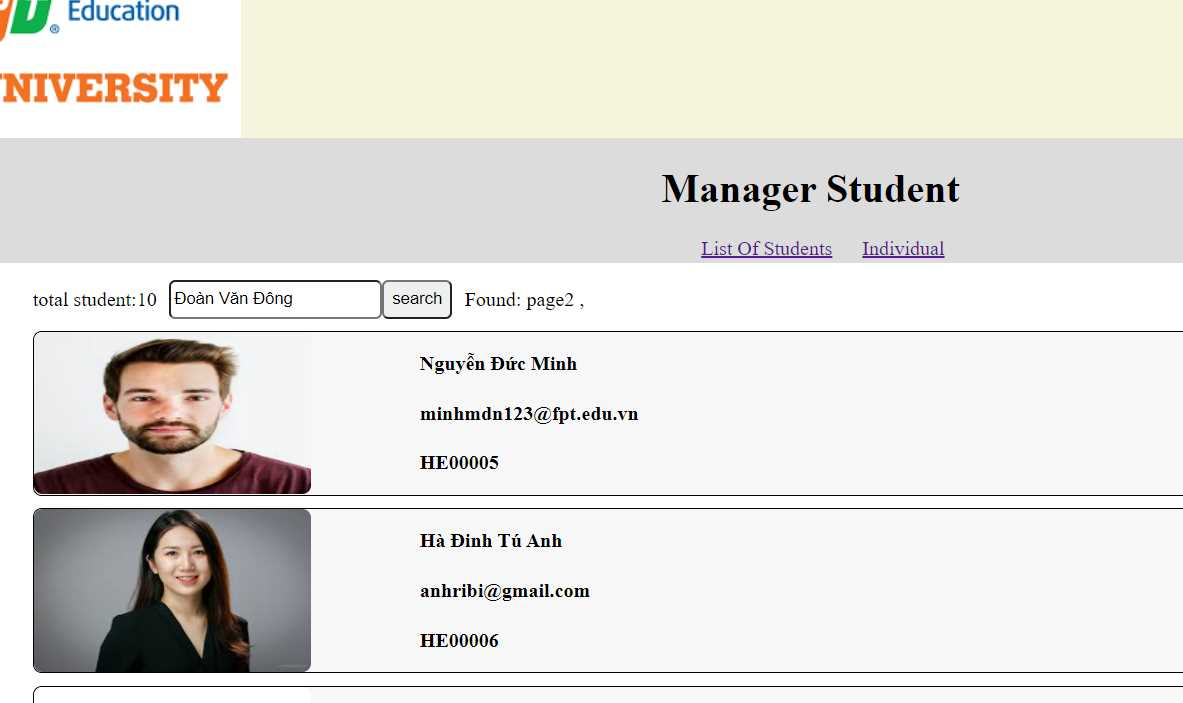 Education
®
NIVERSITY
Manager Student
List Of Students Individual
total student:10 Đoàn Văn Đông search Found: page2 ,
Nguyễn Đức Minh
minhmdn123@fpt.edu.vn
HE00005
Hà Đinh Tú Anh
anhribi@gmail.com
HE00006